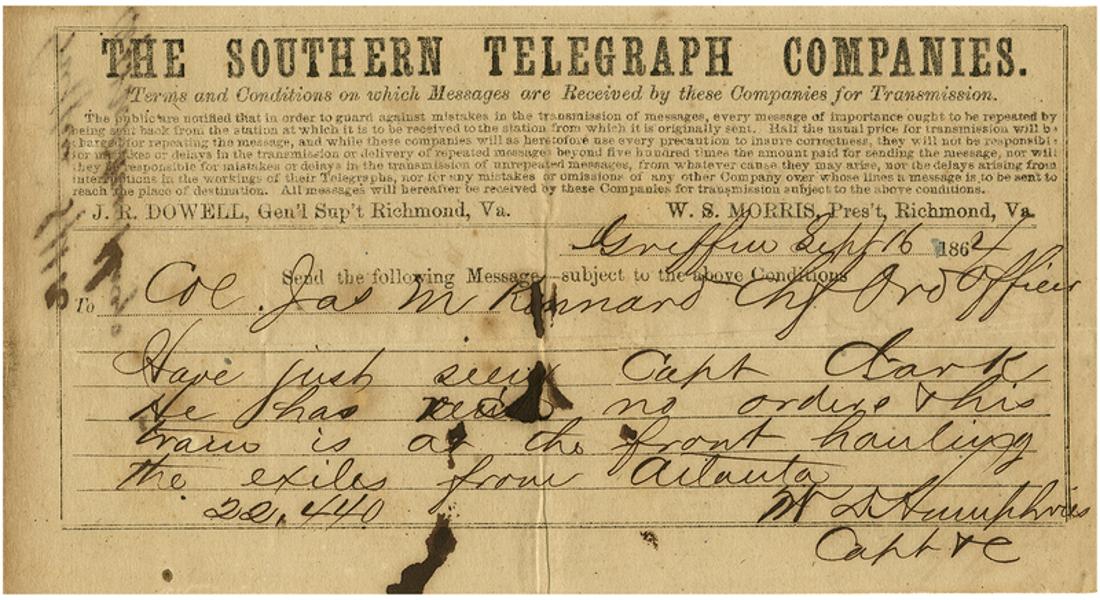 THE SOUTHERN TELEGRAPH COMPANIES.
Terms and Conditions on which Messages are Received by these Companies for Transmission.
The public are notified that in order to guard against mistakes in the transmission of messages, every message of importance ought to be repeated by
being sent back from the station at which it is to be received to the station from which it is originally sent. Half the usual price for transmission will be
charged for repeating the message, and while these companies will as heretofore use every precaution to insure correctness, they will not be responsible
for mistakes or delays in the transmission or delivery of repeated messages beyond five hundred times the amount paid for sending the message, nor will
they be responsible for mistakes or delays in the transmission of unrepeated messages, from whatever cause they may arise, nor for delays arising from
interruptions in the workings of their Telegraphs, nor for any mistakes or omissions of any other Company over whose lines a message is to be sent to
reach the place of destination. All messages will hereafter be received by these Companies for transmission subject to the above conditions.
J. R. DOWELL, Gen'l Sup't Richmond, Va. W. S. MORRIS, Pres't, Richmond, Va.
Griffin Sept 16 1864
Send the following Message subject to the above Conditions
To Col. Jas M Kennard Chf Ord Officer
Have just seen Capt Clark
He has recd no orders & his
train is at the front hauling
the exiles from Atlanta
22,440 W D Humphries
Capt &c